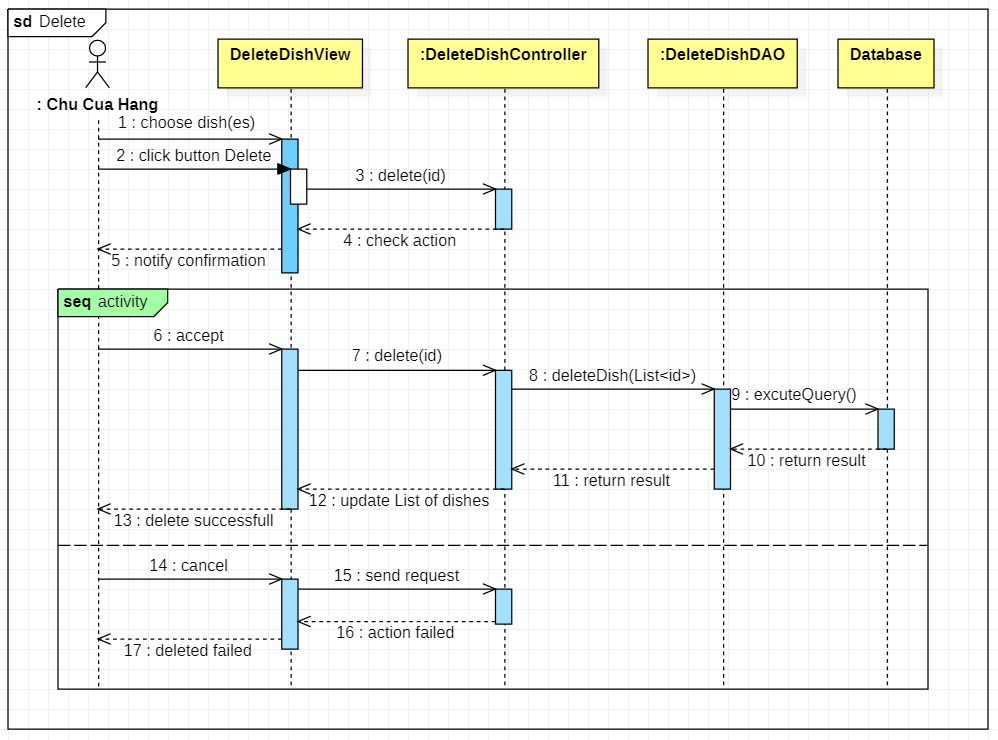 sd Delete
DeleteDishView
:DeleteDishController
:DeleteDishDAO
Database
: Chu Cua Hang
1 : choose dish(es)
2 : click button Delete
3 : delete(id)
4 : check action
5 : notify confirmation
seq activity
6 : accept
7 : delete(id)
8 : deleteDish(List<id>)
9 : excuteQuery()
10 : return result
11 : return result
12 : update List of dishes
13 : delete successfull
14 : cancel
15 : send request
16 : action failed
17 : deleted failed